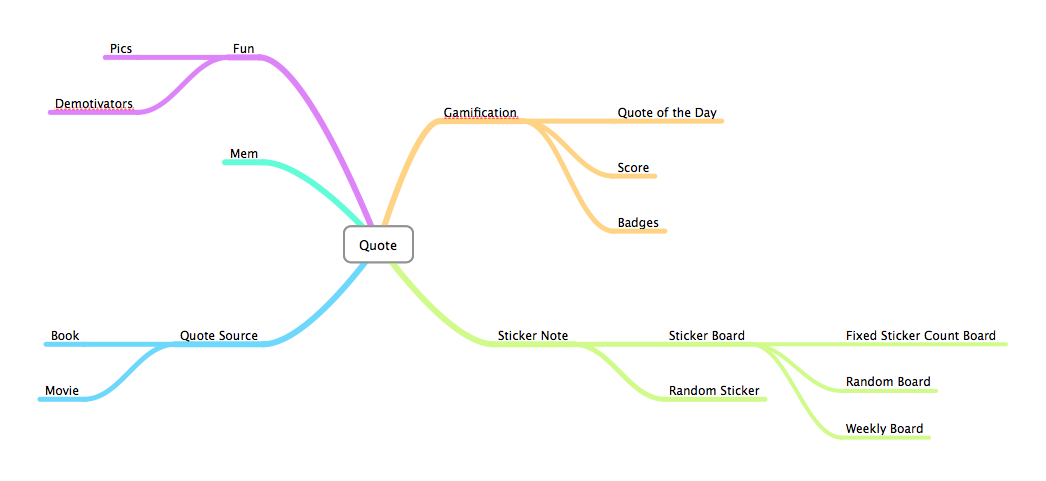 Pics
Fun
Demotivators
Gamification
Quote of the Day
Mem
Score
Badges
Quote
Book
Quote Source
Sticker Note
Sticker Board
Fixed Sticker Count Board
Movie
Random Sticker
Random Board
Weekly Board